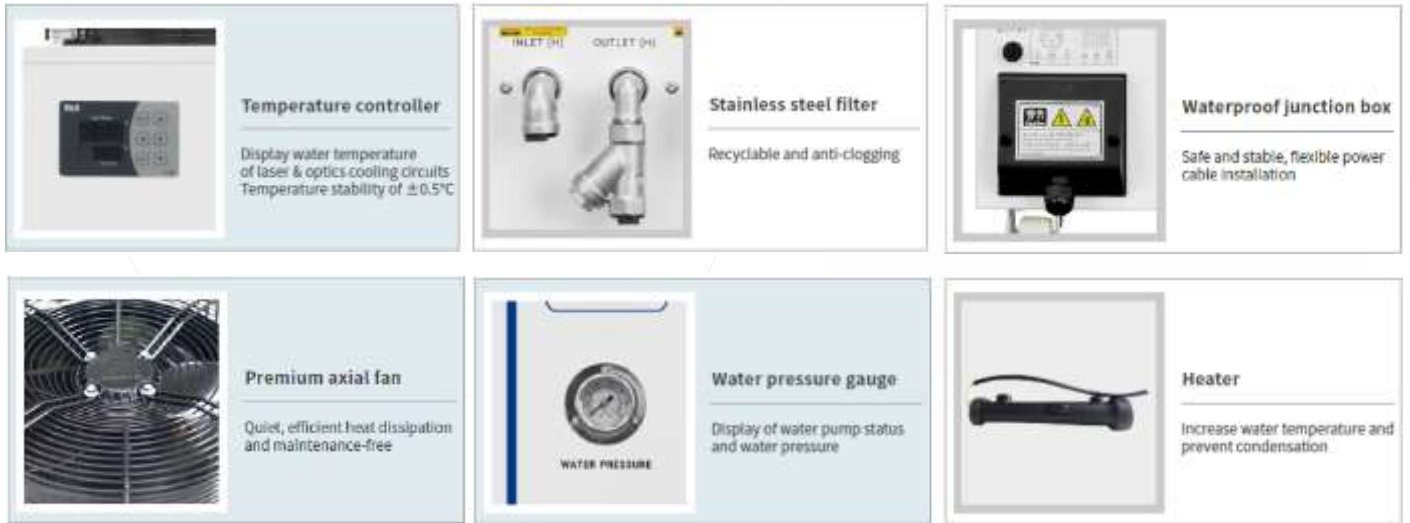 Temperature controller
Display water temperature
of laser & optics cooling circuits
Temperature stability of ±0.5℃
INLET (H) OUTLET (H)
Stainless steel filter
Recyclable and anti-clogging
Waterproof junction box
Safe and stable, flexible power
cable installation
Premium axial fan
Quiet, efficient heat dissipation
and maintenance-free
WATER PRESSURE
Water pressure gauge
Display of water pump status
and water pressure
Heater
Increase water temperature and
prevent condensation